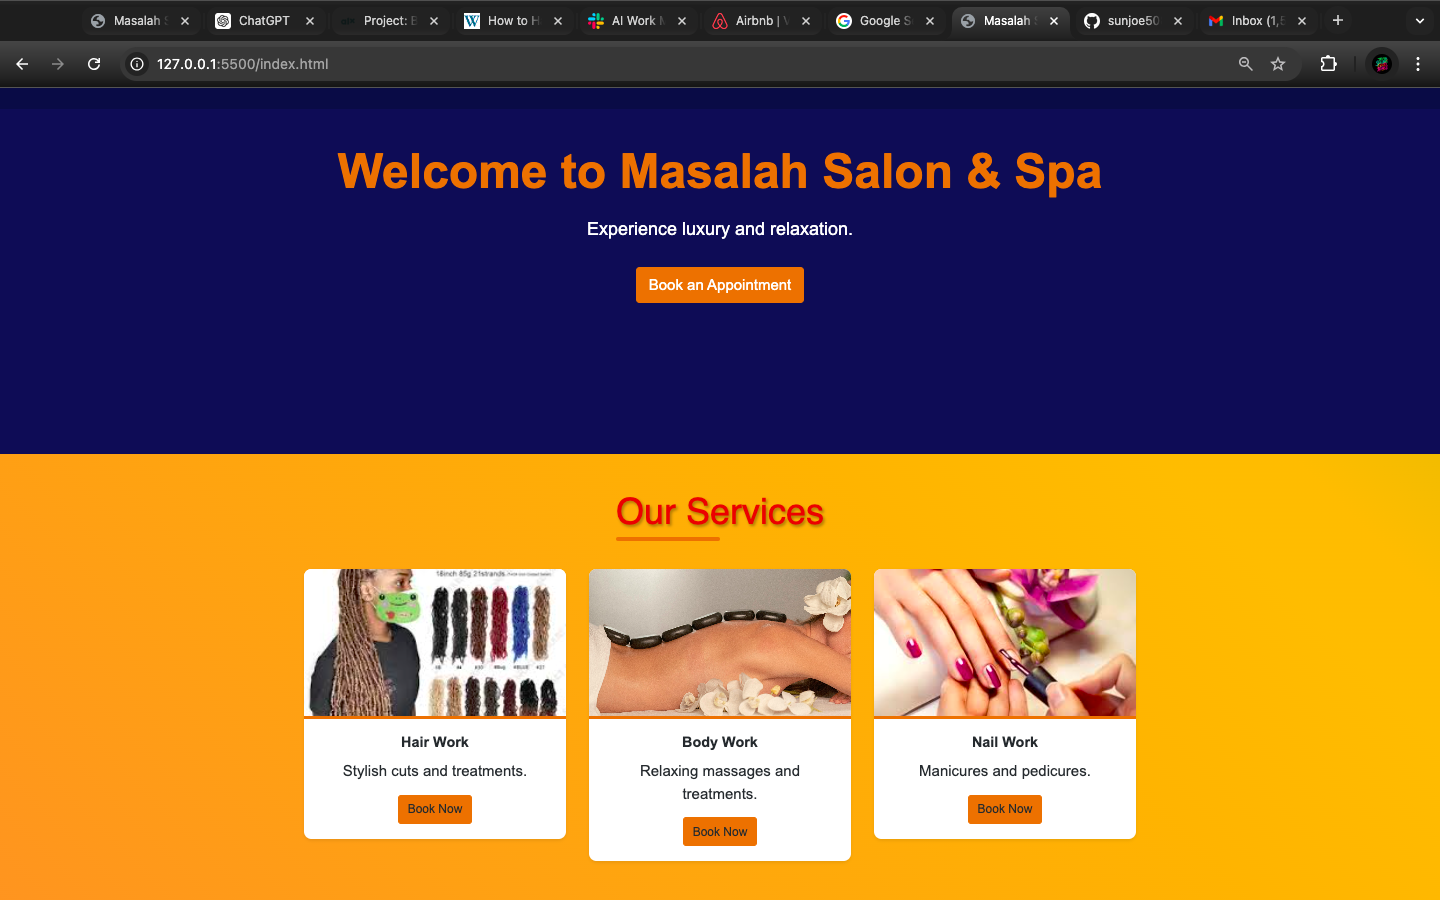 Masalah S
ChatGPT
Project: B
How to H
AI Work M
Airbnb | V
Google Se
Masalah S
sunjoe50
Inbox (1,5
127.0.0.1:5500/index.html
Welcome to Masalah Salon & Spa
Experience luxury and relaxation.
Book an Appointment
Our Services
18inch 85g 21strands
Hair Work
Stylish cuts and treatments.
Book Now
Body Work
Relaxing massages and
treatments.
Book Now
Nail Work
Manicures and pedicures.
Book Now